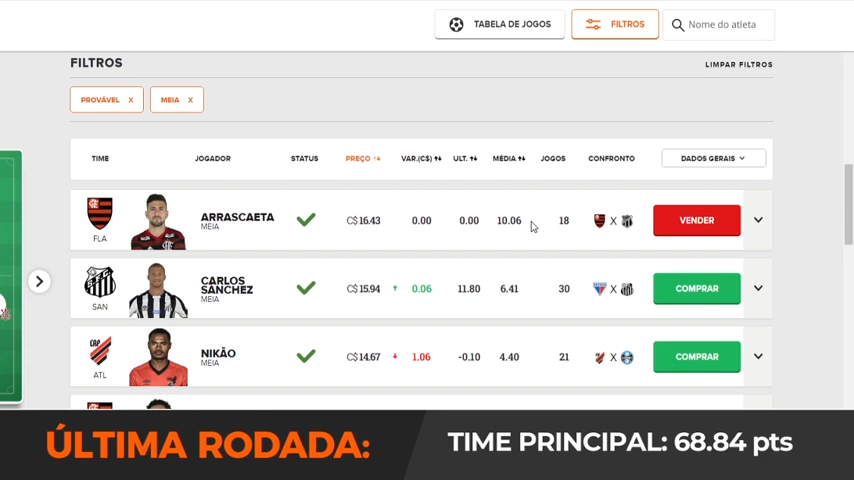 TABELA DE JOGOS
FILTROS
Nome do atleta
FILTROS
LIMPAR FILTROS
PROVÁVEL X
MEIA X
TIME JOGADOR STATUS PREÇO VAR.(C$) ULT. MÉDIA JOGOS CONFRONTO DADOS GERAIS
FLA ARRASCAETA MEIA C$ 16.43 0.00 0.00 10.06 18 X VENDER
SAN CARLOS SANCHEZ MEIA C$ 15.94 0.06 11.80 6.41 30 X COMPRAR
ATL NIKÃO MEIA C$ 14.67 1.06 -0.10 4.40 21 X COMPRAR
ÚLTIMA RODADA:
TIME PRINCIPAL: 68.84 pts